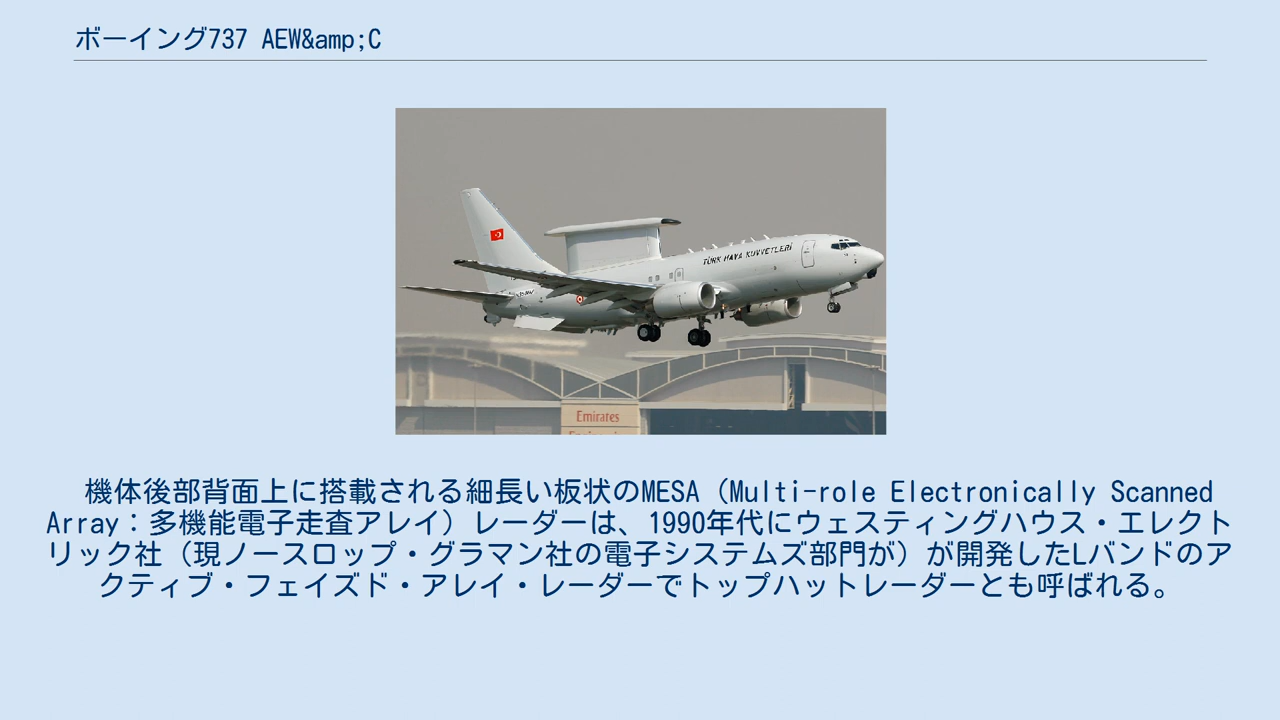 ボーイング737 AEW&amp;C
TÜRK HAVA KUVVETLERİ
Emirates
機体後部背面上に搭載される細長い板状のMESA（Multi-role Electronically Scanned
Array：多機能電子走査アレイ）レーダーは、1990年代にウェスティングハウス・エレクト
リック社（現ノースロップ・グラマン社の電子システムズ部門が）が開発したLバンドのア
クティブ・フェイズド・アレイ・レーダーでトップハットレーダーとも呼ばれる。